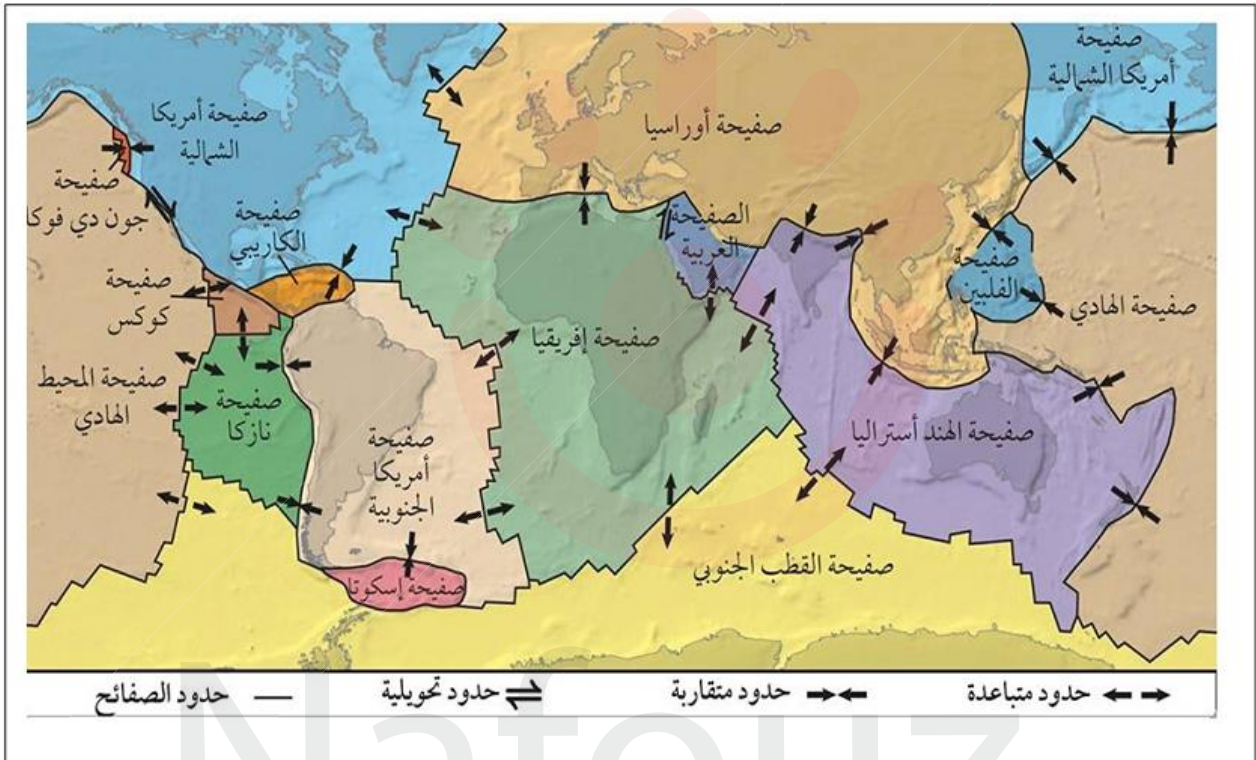 صفيحة
أمريكا الشمالية
صفيحة أمريكا
الشمالية
صفيحة أوراسيا
صفيحة
جون دي فوكا
صفيحة
الكاريبي
الصفيحة
العربية
صفيحة
الفلبين
صفيحة الهادي
صفيحة
كوكس
صفيحة إفريقيا
صفيحة المحيط
الهادي
صفيحة
نازكا
صفيحة
أمريكا
الجنوبية
صفيحة الهند أستراليا
صفيحة القطب الجنوبي
صفيحة إسكوتا
حدود متباعدة
حدود متقاربة
حدود تحويلية
حدود الصفائح
Nafouz